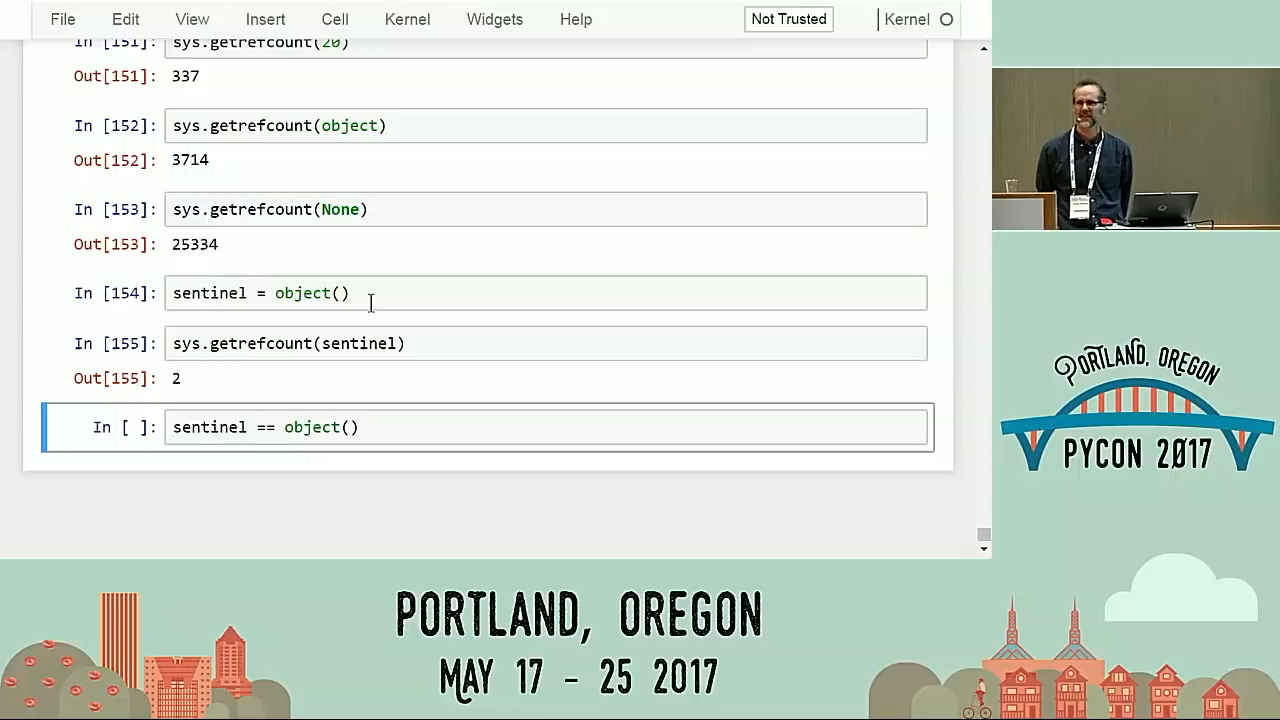 File Edit View Insert Cell Kernel Widgets Help Not Trusted Kernel
In [151]: sys.getrefcount(20)
Out[151]: 337
In [152]: sys.getrefcount(object)
Out[152]: 3714
In [153]: sys.getrefcount(None)
Out[153]: 25334
In [154]: sentinel = object()
In [155]: sys.getrefcount(sentinel)
Out[155]: 2
In [ ]: sentinel == object()
PORTLAND, OREGON
PYCON 2017
PORTLAND, OREGON
MAY 17 - 25 2017